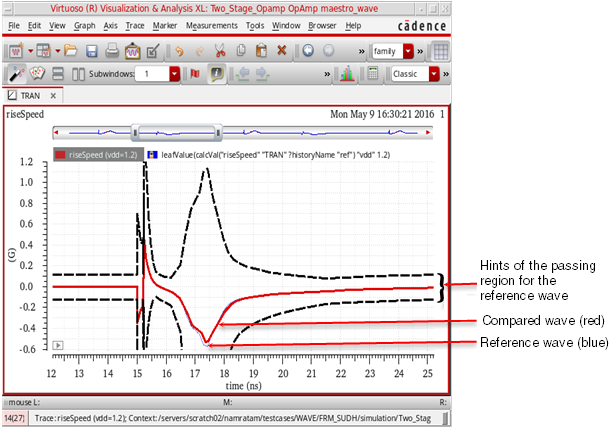 Virtuoso (R) Visualization & Analysis XL: Two_Stage_Opamp OpAmp maestro_wave
File Edit View Graph Axis Trace Marker Measurements Tools Window Browser Help
cādence
family
Subwindows: 1
Classic
TRAN
riseSpeed Mon May 9 16:30:21 2016 1
riseSpeed (vdd=1.2) leafValue(calcVal("riseSpeed" "TRAN" ?historyName "ref") "vdd" 1.2)
1.2
1.0
0.8
0.6
0.4
0.2
0.0
-0.2
-0.4
-0.6
(G)
12 13 14 15 16 17 18 19 20 21 22 23 24 25
time (ns)
Hints of the passing
region for the
reference wave
Compared wave (red)
Reference wave (blue)
mouse L: M: R:
14(27) Trace: riseSpeed (vdd=1.2); Context: /servers/scratch02/namratam/testcases/WAVE/FRM_SUDH/simulation/Two_Stag